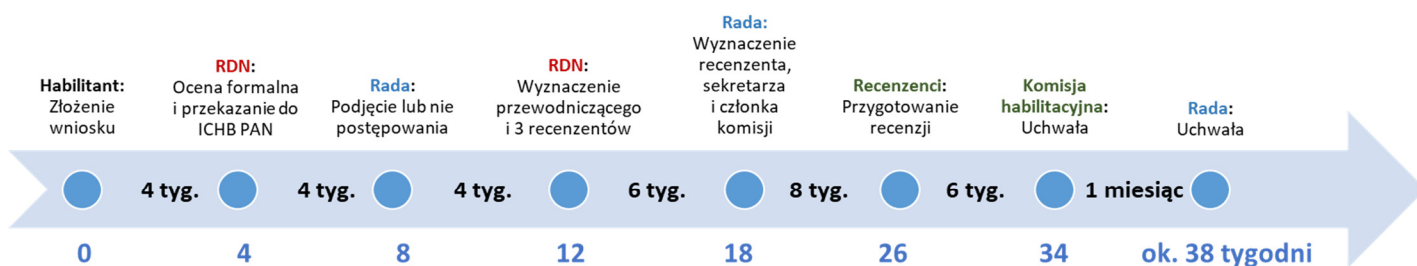 Habilitant:
Złożenie
wniosku
RDN:
Ocena formalna
i przekazanie do
ICHB PAN
Rada:
Podjęcie lub nie
postępowania
RDN:
Wyznaczenie
przewodniczącego
i 3 recenzentów
Rada:
Wyznaczenie
recenzenta,
sekretarza
i członka
komisji
Recenzenci:
Przygotowanie
recenzji
Komisja
habilitacyjna:
Uchwała
Rada:
Uchwała
4 tyg.
4 tyg.
4 tyg.
6 tyg.
8 tyg.
6 tyg.
1 miesiąc
0
4
8
12
18
26
34
ok. 38 tygodni